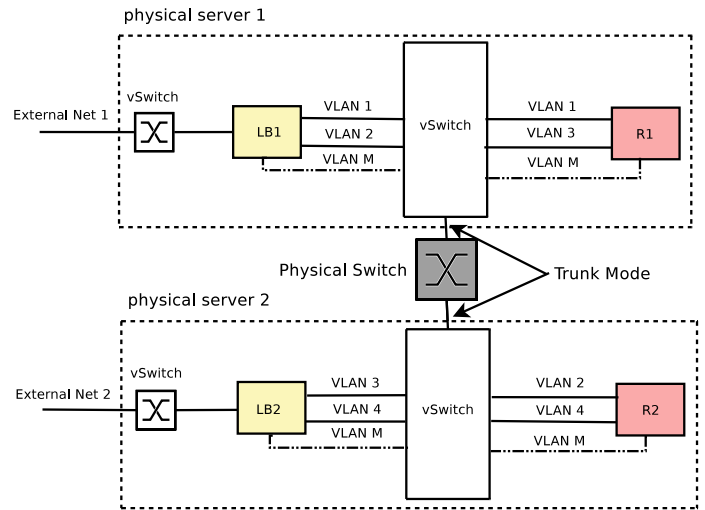 physical server 1
vSwitch
External Net 1
LB1
VLAN 1
VLAN 2
VLAN M
vSwitch
VLAN 1
VLAN 3
VLAN M
R1
Physical Switch
Trunk Mode
physical server 2
vSwitch
External Net 2
LB2
VLAN 3
VLAN 4
VLAN M
vSwitch
VLAN 2
VLAN 4
VLAN M
R2